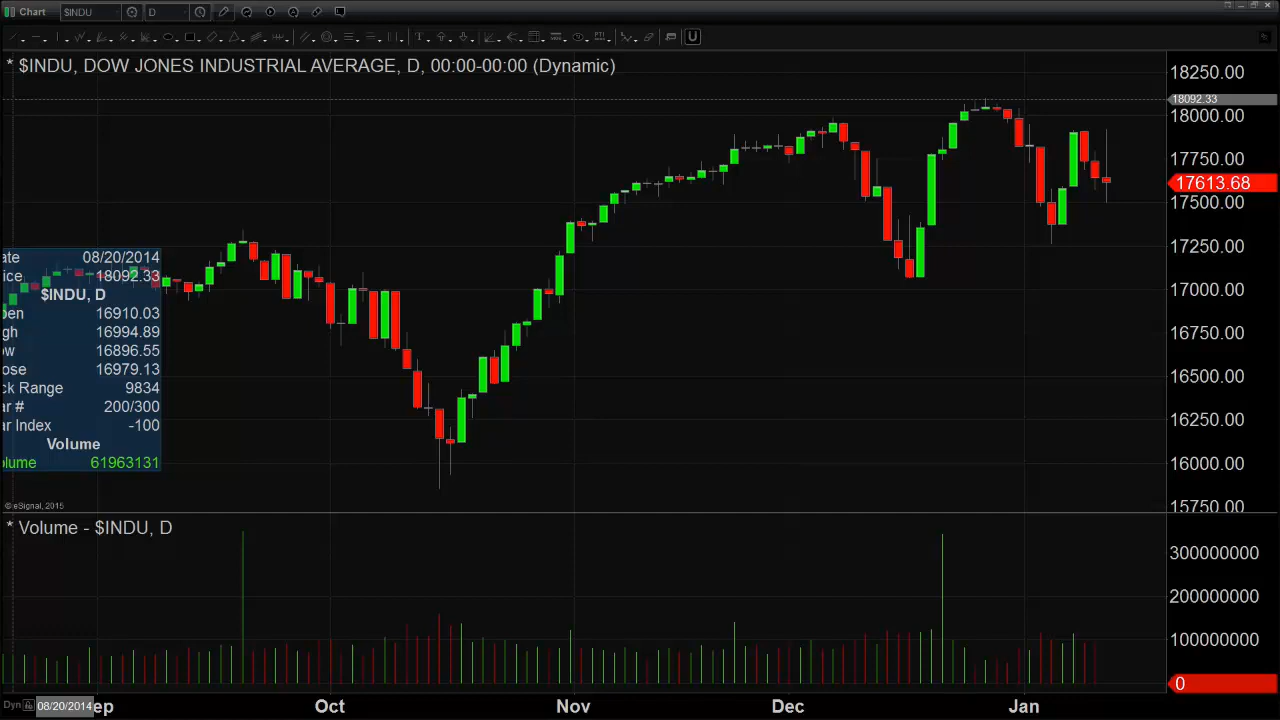 Chart $INDU D
* $INDU, DOW JONES INDUSTRIAL AVERAGE, D, 00:00-00:00 (Dynamic)
18250.00
18092.33
18000.00
17750.00
17613.68
17500.00
17250.00
17000.00
16750.00
16500.00
16250.00
16000.00
15750.00
ate 08/20/2014
ice 18092.33
$INDU, D
pen 16910.03
gh 16994.89
ow 16896.55
ose 16979.13
ck Range 9834
ar # 200/300
ar Index -100
Volume
olume 61963131
© eSignal, 2015
* Volume - $INDU, D
300000000
200000000
100000000
0
Dyn 08/20/2014 ep Oct Nov Dec Jan